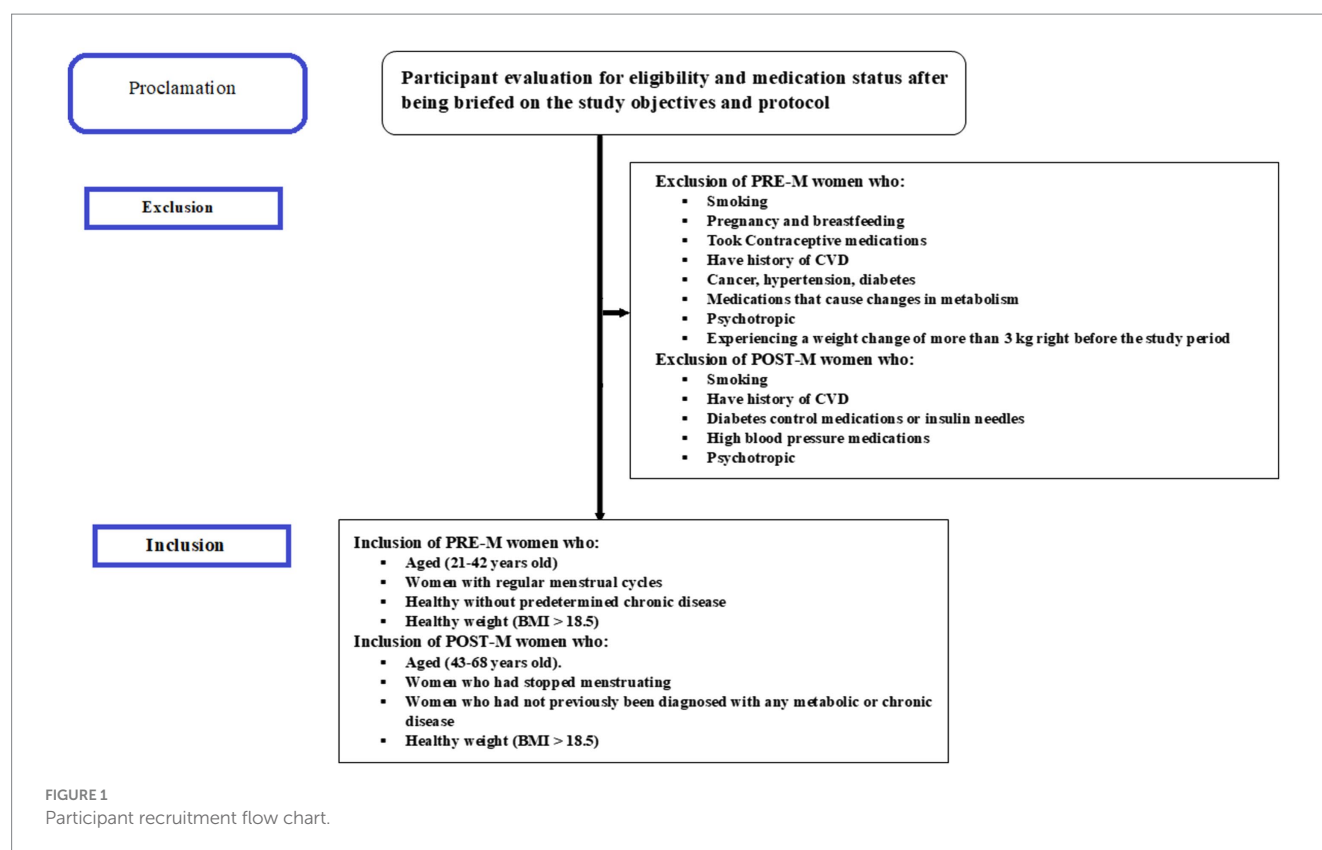 Proclamation
Participant evaluation for eligibility and medication status after
being briefed on the study objectives and protocol
Exclusion
Exclusion of PRE-M women who:
▪ Smoking
▪ Pregnancy and breastfeeding
▪ Took Contraceptive medications
▪ Have history of CVD
▪ Cancer, hypertension, diabetes
▪ Medications that cause changes in metabolism
▪ Psychotropic
▪ Experiencing a weight change of more than 3 kg right before the study period
Exclusion of POST-M women who:
▪ Smoking
▪ Have history of CVD
▪ Diabetes control medications or insulin needles
▪ High blood pressure medications
▪ Psychotropic
Inclusion
Inclusion of PRE-M women who:
▪ Aged (21-42 years old)
▪ Women with regular menstrual cycles
▪ Healthy without predetermined chronic disease
▪ Healthy weight (BMI > 18.5)
Inclusion of POST-M women who:
▪ Aged (43-68 years old).
▪ Women who had stopped menstruating
▪ Women who had not previously been diagnosed with any metabolic or chronic
disease
▪ Healthy weight (BMI > 18.5)
FIGURE 1
Participant recruitment flow chart.